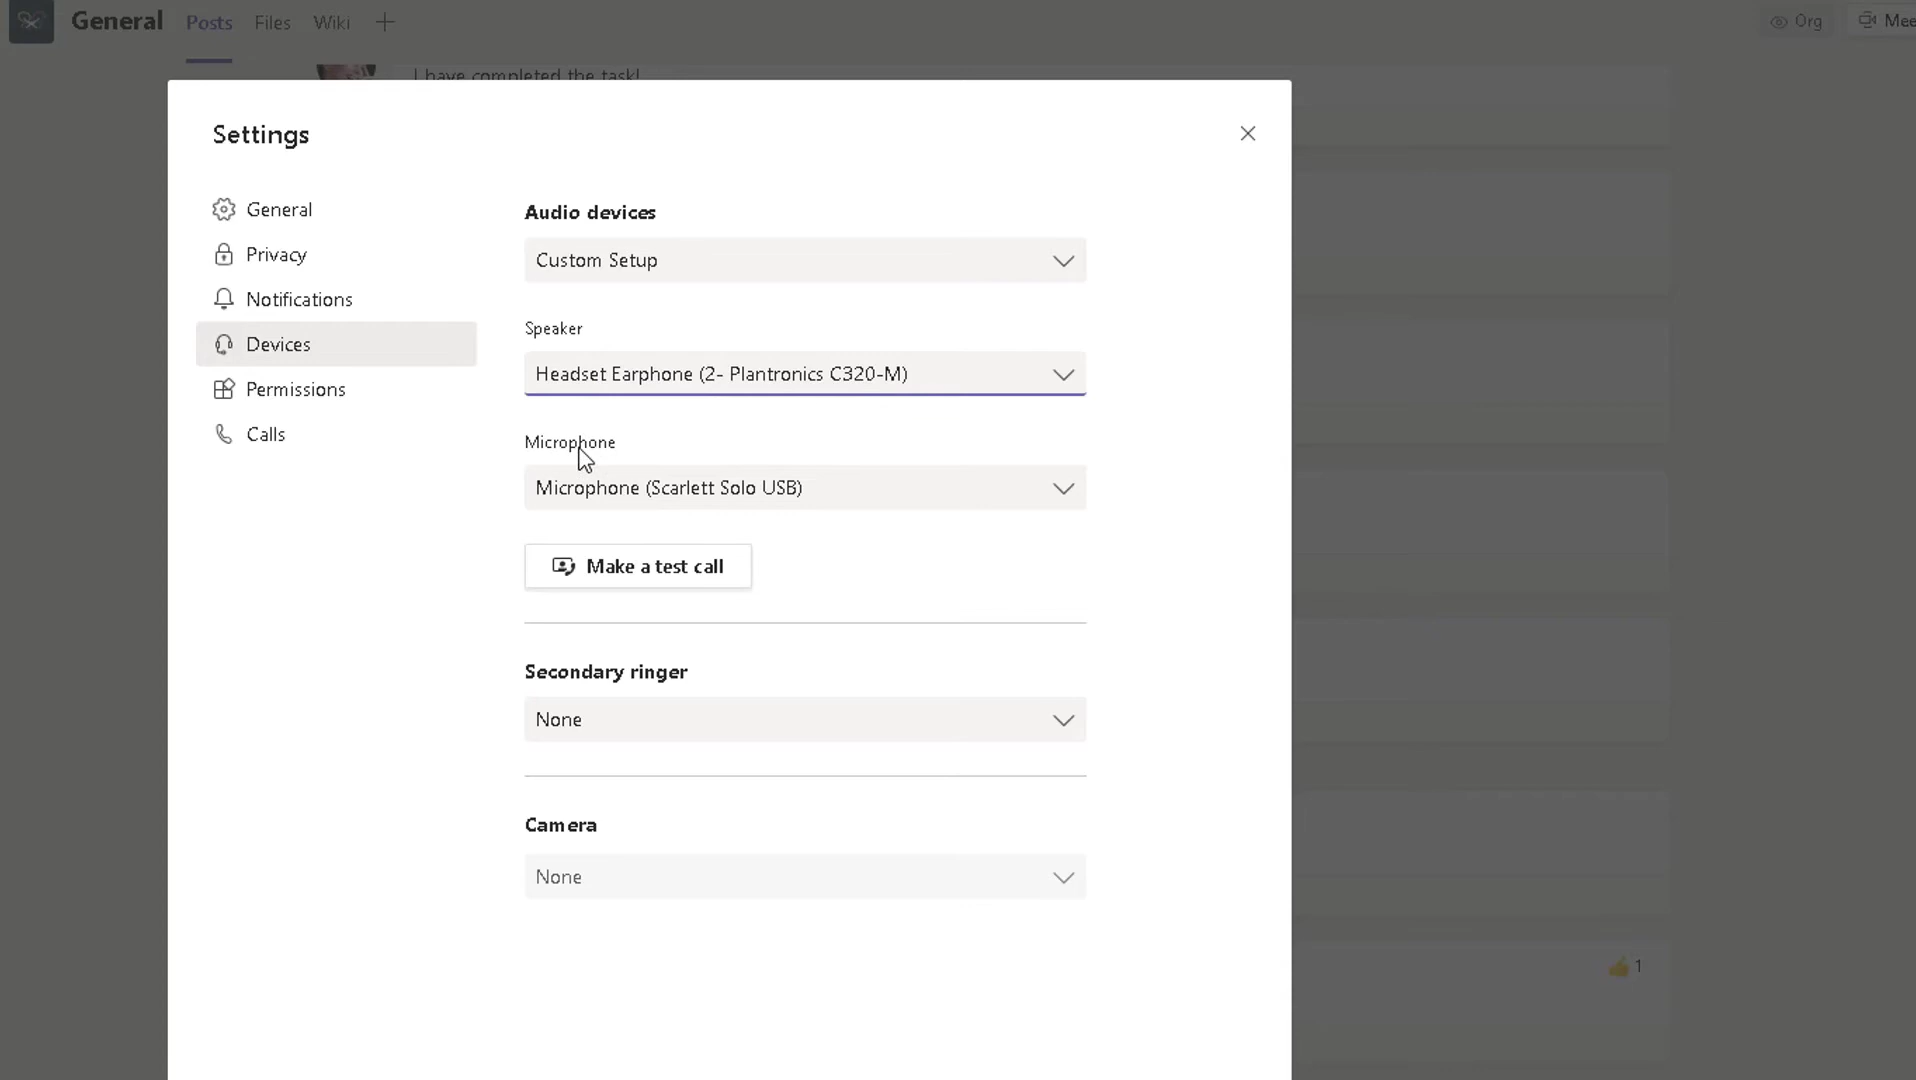 General Posts Files Wiki
Org
I have completed the task!
Settings
General
Privacy
Notifications
Devices
Permissions
Calls
Audio devices
Custom Setup
Speaker
Headset Earphone (2- Plantronics C320-M)
Microphone
Microphone (Scarlett Solo USB)
Make a test call
Secondary ringer
None
Camera
None
1